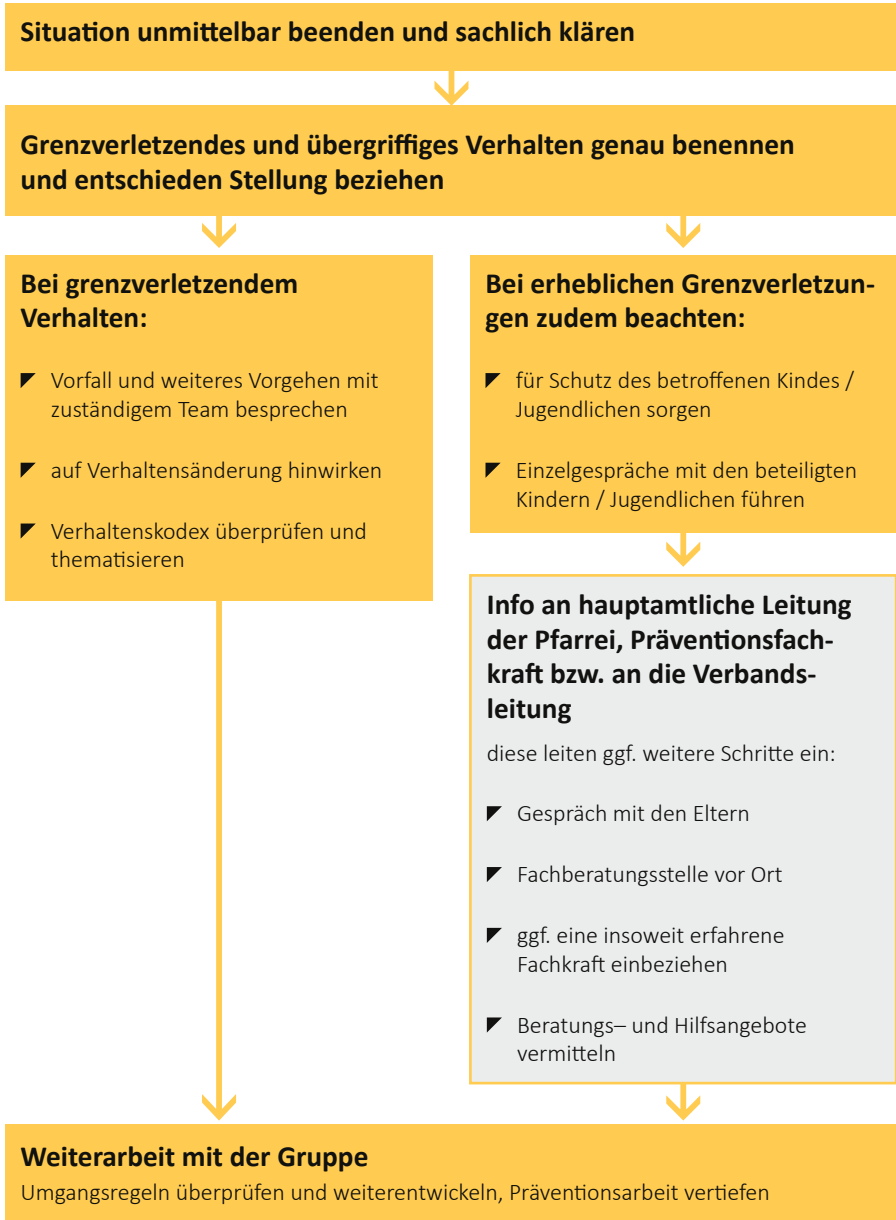 Situation unmittelbar beenden und sachlich klären
Grenzverletzendes und übergriffiges Verhalten genau benennen
und entschieden Stellung beziehen
Bei grenzverletzendem
Verhalten:
Vorfall und weiteres Vorgehen mit
zuständigem Team besprechen
auf Verhaltensänderung hinwirken
Verhaltenskodex überprüfen und
thematisieren
Bei erheblichen Grenzverletzun-
gen zudem beachten:
für Schutz des betroffenen Kindes /
Jugendlichen sorgen
Einzelgespräche mit den beteiligten
Kindern / Jugendlichen führen
Info an hauptamtliche Leitung
der Pfarrei, Präventionsfach-
kraft bzw. an die Verbands-
leitung
diese leiten ggf. weitere Schritte ein:
Gespräch mit den Eltern
Fachberatungsstelle vor Ort
ggf. eine insoweit erfahrene
Fachkraft einbeziehen
Beratungs– und Hilfsangebote
vermitteln
Weiterarbeit mit der Gruppe
Umgangsregeln überprüfen und weiterentwickeln, Präventionsarbeit vertiefen